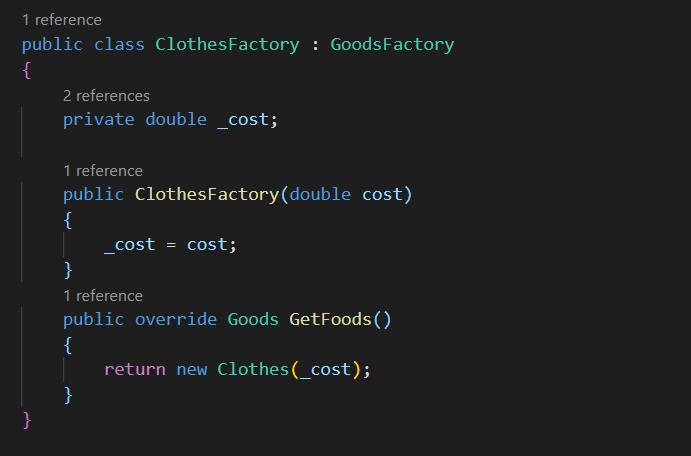 1 reference
public class ClothesFactory : GoodsFactory
{
2 references
private double _cost;
1 reference
public ClothesFactory(double cost)
{
_cost = cost;
}
1 reference
public override Goods GetFoods()
{
return new Clothes(_cost);
}
}